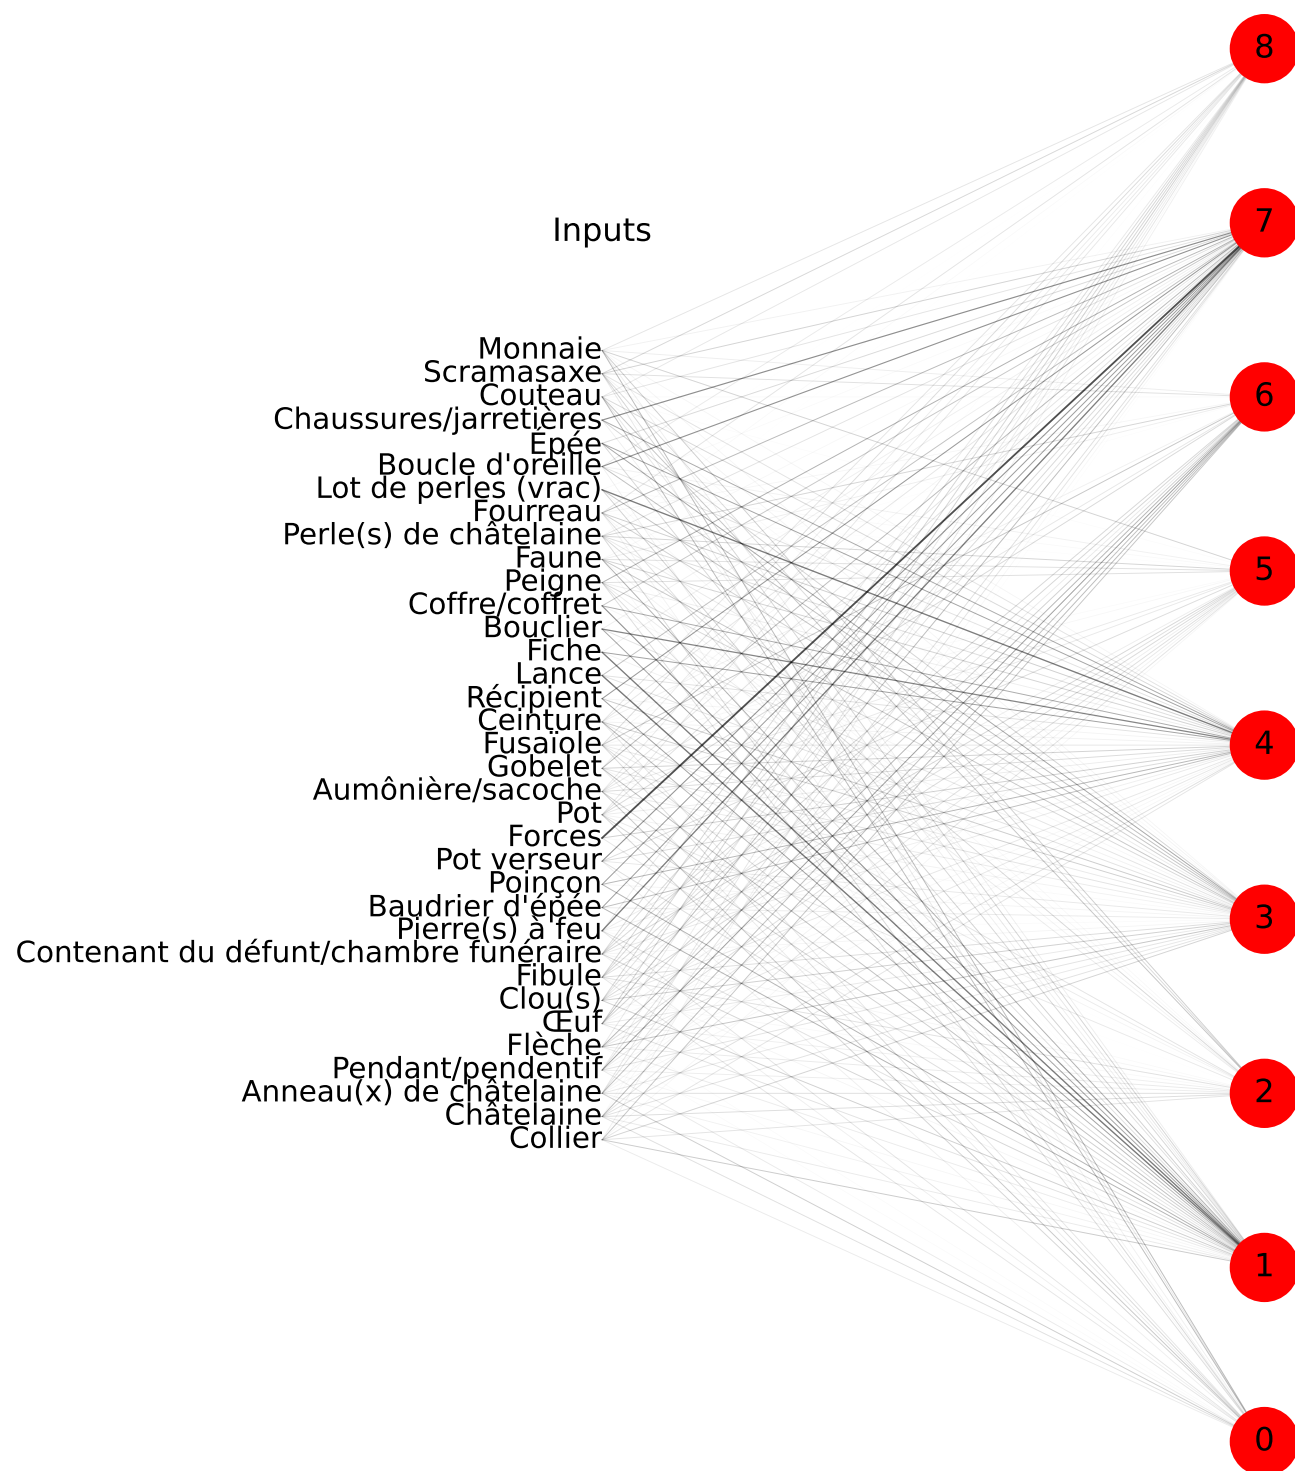 8
7
Inputs
Monnaie
Scramasaxe
Couteau
6
Chaussures/jarretières
Épée
Boucle d'oreille
Lot de perles (vrac)
Fourreau
Perle(s) de châtelaine
Faune
5
Peigne
Coffre/coffret
Bouclier
Fiche
Lance
Récipient
Ceinture
Fusaïole
4
Gobelet
Aumônière/sacoche
Pot
Forces
Pot verseur
Poinçon
Baudrier d'épée
3
Pierre(s) à feu
Contenant du défunt/chambre funéraire
Fibule
Clou(s)
Œuf
Flèche
Pendant/pendentif
Anneau(x) de châtelaine
2
Châtelaine
Collier
1
0